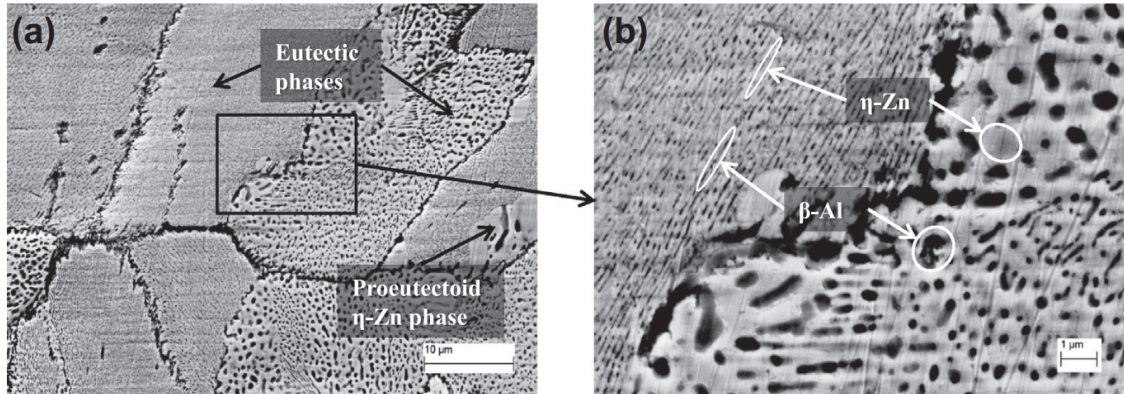 (a)
Eutectic
phases
Proeutectoid
η-Zn phase
10 µm
(b)
η-Zn
β-Al
1 µm